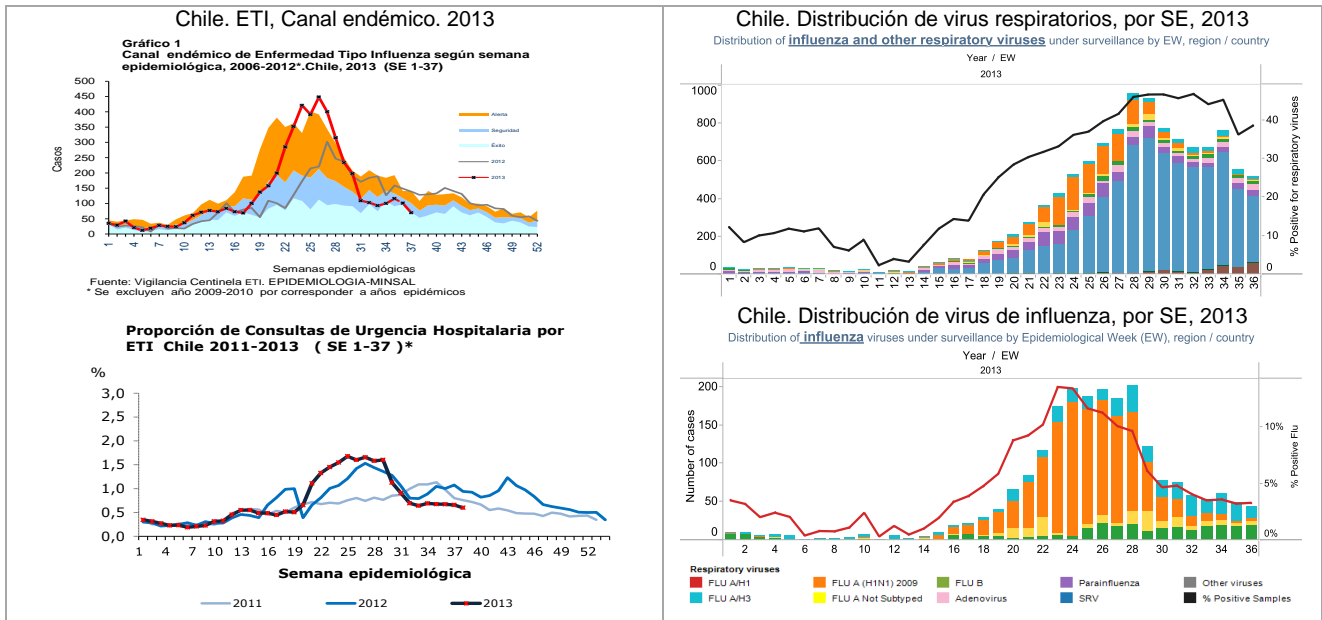 Chile. ETI, Canal endémico. 2013
Gráfico 1
Canal endémico de Enfermedad Tipo Influenza según semana
epidemiológica, 2006-2012*.Chile, 2013 (SE 1-37)
500
450
400
350
300
250
200
150
100
50
0
Casos
Alerta
Seguridad
Éxito
2012
2013
1 4 7 10 13 16 19 22 25 28 31 34 37 40 43 46 49 52
Semanas epidemiológicas
Fuente: Vigilancia Centinela ETI. EPIDEMIOLOGIA-MINSAL
* Se excluyen año 2009-2010 por corresponder a años epidémicos
Proporción de Consultas de Urgencia Hospitalaria por
ETI Chile 2011-2013 ( SE 1-37 )*
%
3,0
2,5
2,0
1,5
1,0
0,5
0,0
1 4 7 10 13 16 19 22 25 28 31 34 37 40 43 46 49 52
Semana epidemiológica
2011 2012 2013
Chile. Distribución de virus respiratorios, por SE, 2013
Distribution of influenza and other respiratory viruses under surveillance by EW, region / country
Year / EW
2013
1000
800
600
400
200
0
40
30
20
10
0
% Positive for respiratory viruses
1 2 3 4 5 6 7 8 9 10 11 12 13 14 15 16 17 18 19 20 21 22 23 24 25 26 27 28 29 30 31 32 33 34 35 36
Chile. Distribución de virus de influenza, por SE, 2013
Distribution of influenza viruses under surveillance by Epidemiological Week (EW), region / country
Year / EW
2013
Number of cases
200
150
100
50
0
10%
5%
0%
% Positive Flu
2 4 6 8 10 12 14 16 18 20 22 24 26 28 30 32 34 36
Respiratory viruses
FLU A/H1 FLU A (H1N1) 2009 FLU B Parainfluenza Other viruses
FLU A/H3 FLU A Not Subtyped Adenovirus SRV % Positive Samples